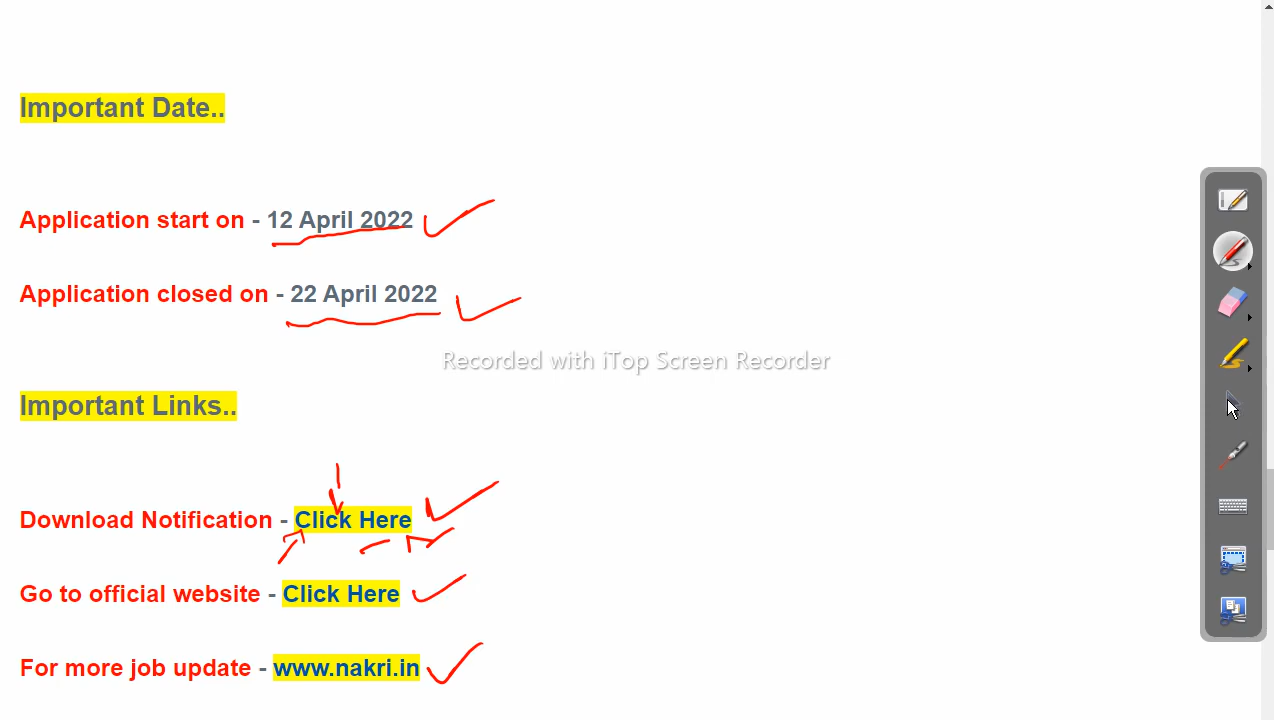 Important Date..
Application start on - 12 April 2022
Application closed on - 22 April 2022
Recorded with iTop Screen Recorder
Important Links..
Download Notification - Click Here
Go to official website - Click Here
For more job update - www.nakri.in